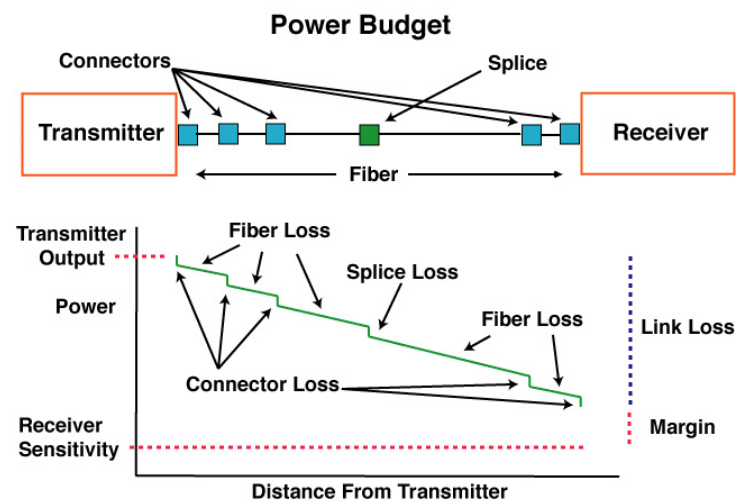 Power Budget
Connectors
Splice
Transmitter
Receiver
Fiber
Transmitter
Output
Fiber Loss
Splice Loss
Power
Fiber Loss
Link Loss
Connector Loss
Receiver
Sensitivity
Margin
Distance From Transmitter